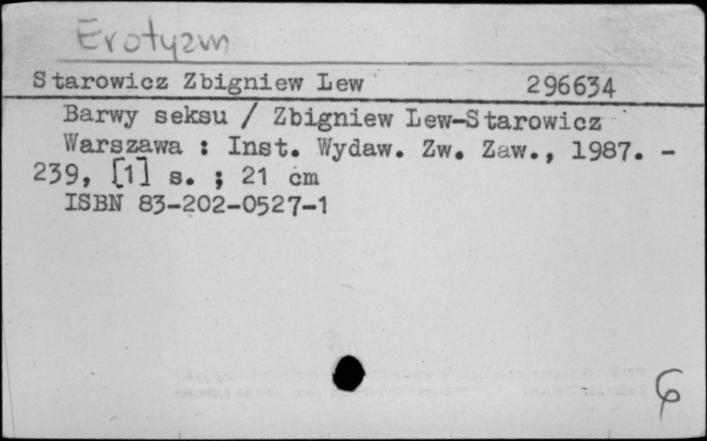 Erotyzm
Starowicz Zbigniew Lew 296634
Barwy seksu / Zbigniew Lew-Starowicz
Warszawa : Inst. Wydaw. Zw. Zaw., 1987. -
239, [1] s. ; 21 cm
ISBN 83-202-0527-1
6